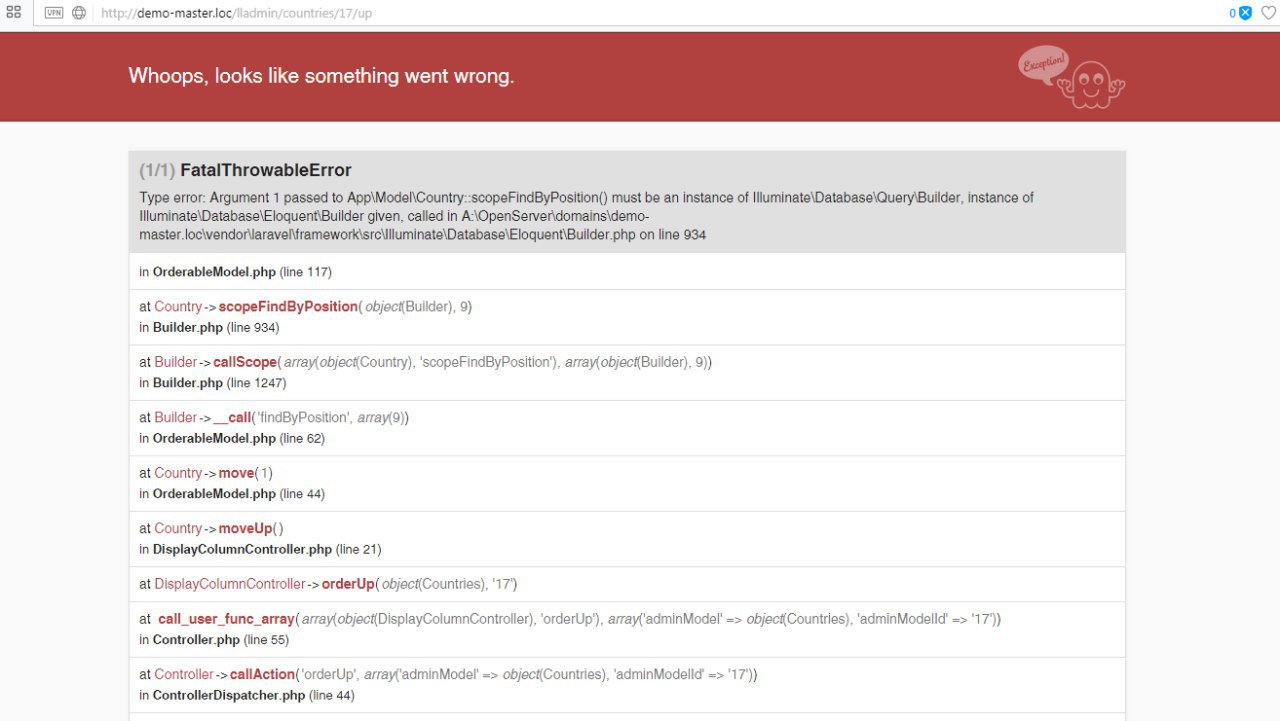 VPN http://demo-master.loc/lladmin/countries/17/up 0
Whoops, looks like something went wrong.
Exception!
(1/1) FatalThrowableError
Type error: Argument 1 passed to App\Model\Country::scopeFindByPosition() must be an instance of Illuminate\Database\Query\Builder, instance of
Illuminate\Database\Eloquent\Builder given, called in A:\OpenServer\domains\demo-
master.loc\vendor\laravel\framework\src\Illuminate\Database\Eloquent\Builder.php on line 934
in OrderableModel.php (line 117)
at Country->scopeFindByPosition(object(Builder), 9)
in Builder.php (line 934)
at Builder->callScope(array(object(Country), 'scopeFindByPosition'), array(object(Builder), 9))
in Builder.php (line 1247)
at Builder->__call('findByPosition', array(9))
in OrderableModel.php (line 62)
at Country->move(1)
in OrderableModel.php (line 44)
at Country->moveUp()
in DisplayColumnController.php (line 21)
at DisplayColumnController->orderUp(object(Countries), '17')
at call_user_func_array(array(object(DisplayColumnController), 'orderUp'), array('adminModel' => object(Countries), 'adminModelId' => '17'))
in Controller.php (line 55)
at Controller->callAction('orderUp', array('adminModel' => object(Countries), 'adminModelId' => '17'))
in ControllerDispatcher.php (line 44)